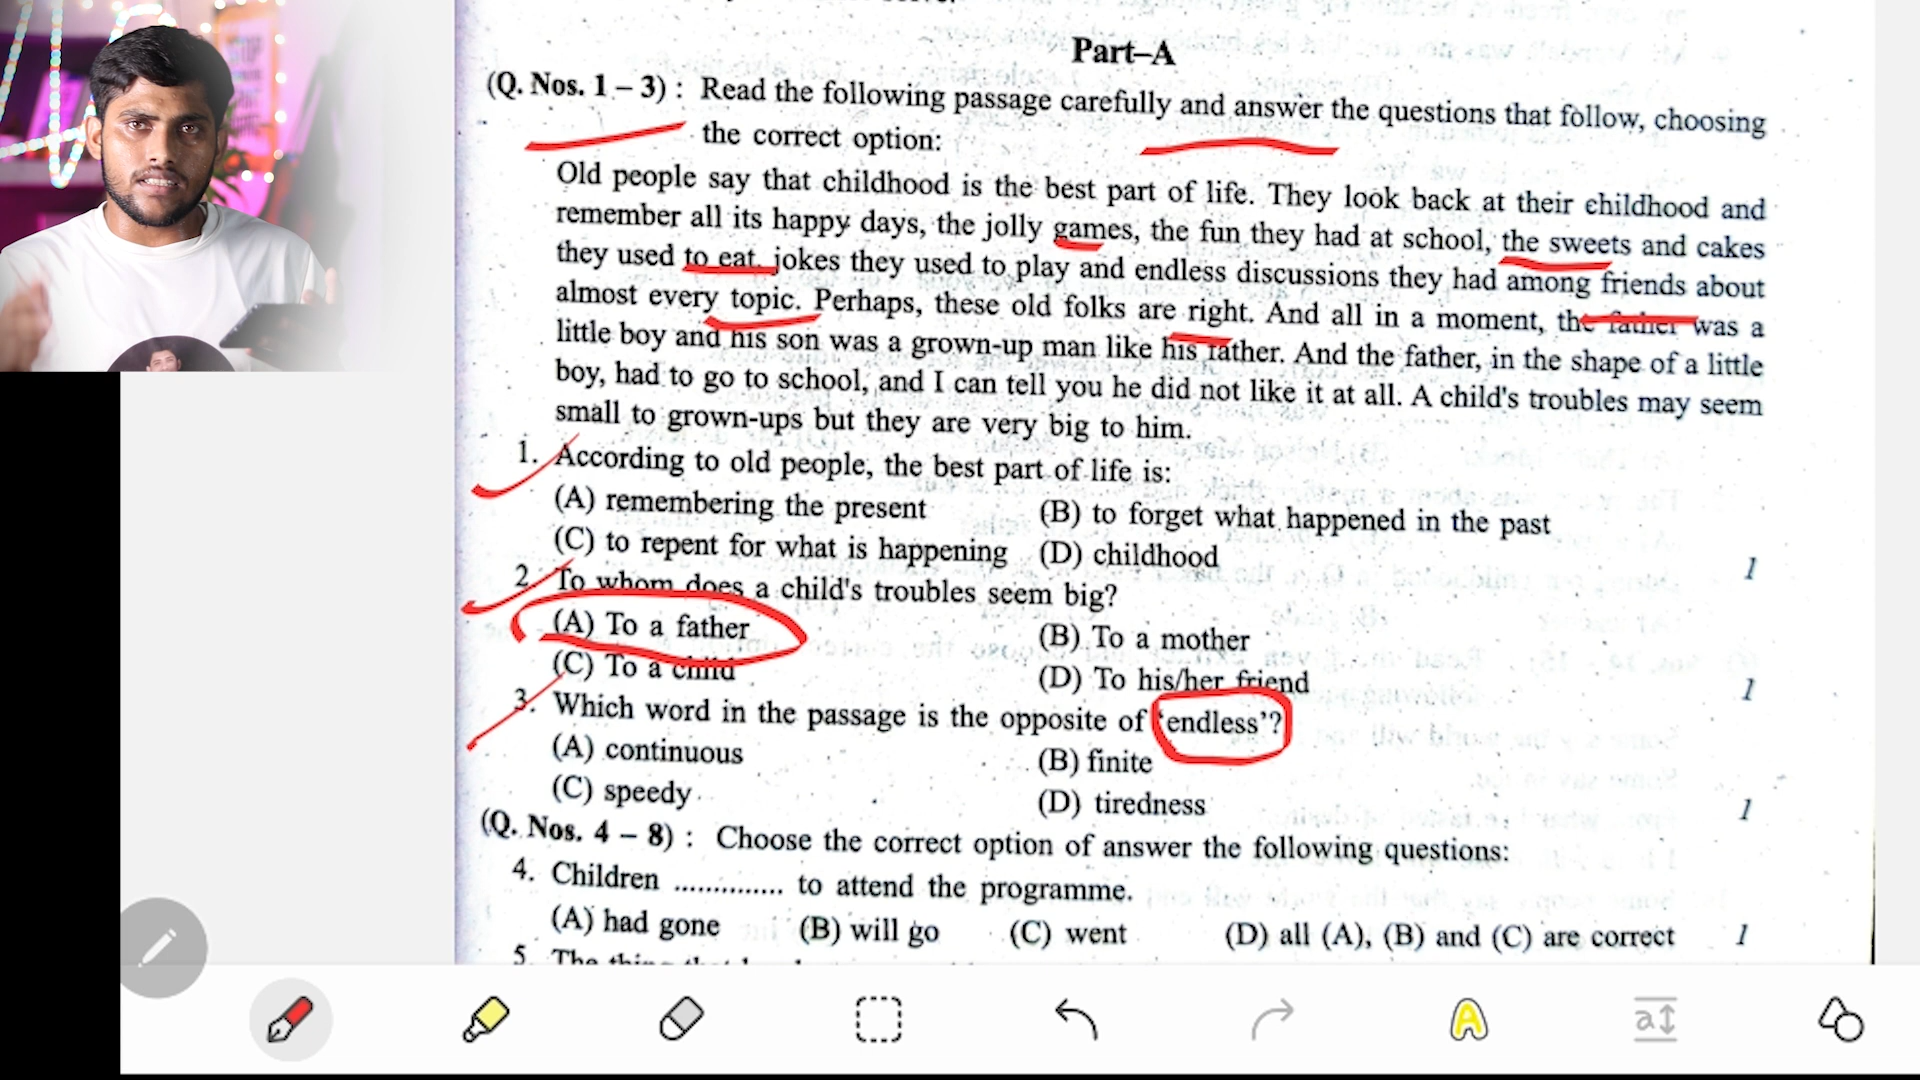 Part–A
(Q. Nos. 1 – 3) : Read the following passage carefully and answer the questions that follow, choosing
the correct option:
Old people say that childhood is the best part of life. They look back at their childhood and
remember all its happy days, the jolly games, the fun they had at school, the sweets and cakes
they used to eat, jokes they used to play and endless discussions they had among friends about
almost every topic. Perhaps, these old folks are right. And all in a moment, the father was a
little boy and his son was a grown-up man like his father. And the father, in the shape of a little
boy, had to go to school, and I can tell you he did not like it at all. A child's troubles may seem
small to grown-ups but they are very big to him.
1. According to old people, the best part of life is:
(A) remembering the present (B) to forget what happened in the past
(C) to repent for what is happening (D) childhood 1
2. To whom does a child's troubles seem big?
(A) To a father (B) To a mother
(C) To a child (D) To his/her friend 1
3. Which word in the passage is the opposite of 'endless'?
(A) continuous (B) finite
(C) speedy (D) tiredness 1
(Q. Nos. 4 – 8) : Choose the correct option of answer the following questions:
4. Children .............. to attend the programme.
(A) had gone (B) will go (C) went (D) all (A), (B) and (C) are correct 1
5. The thing that
A
a